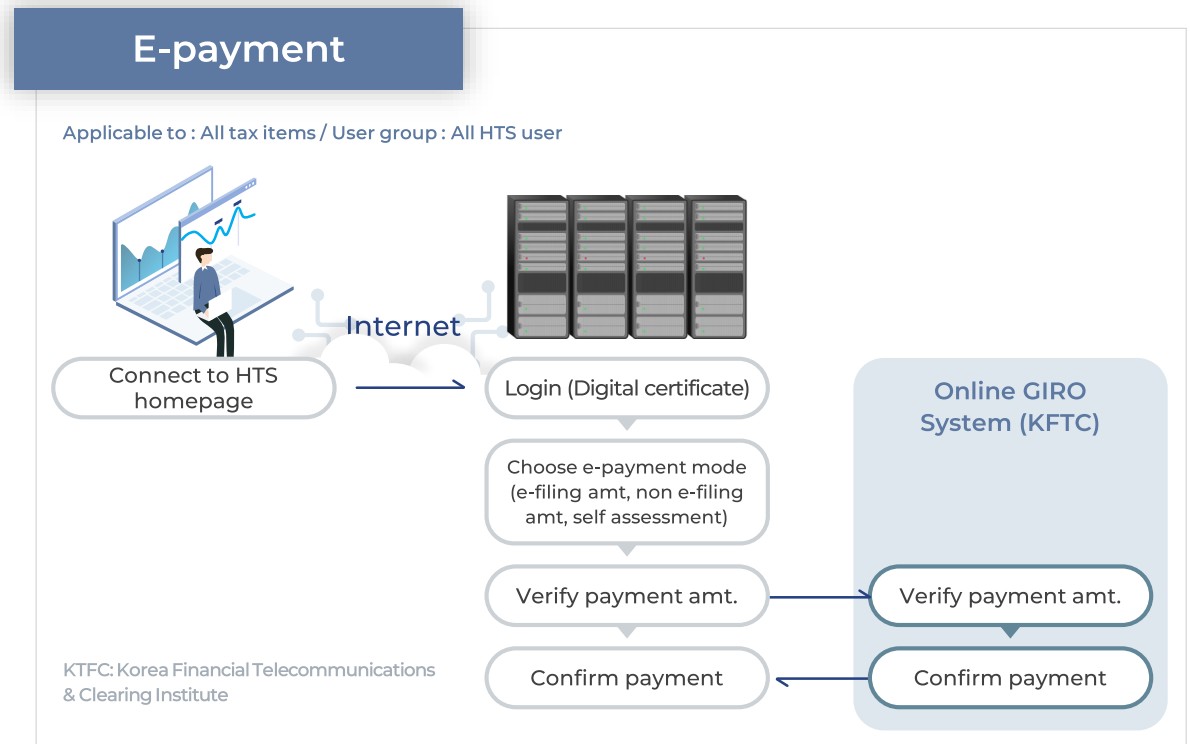 E-payment
Applicable to : All tax items / User group : All HTS user
Internet
Connect to HTS
homepage
Login (Digital certificate)
Choose e-payment mode
(e-filing amt, non e-filing
amt, self assessment)
Verify payment amt.
Confirm payment
Online GIRO
System (KFTC)
Verify payment amt.
Confirm payment
KTFC: Korea Financial Telecommunications
& Clearing Institute